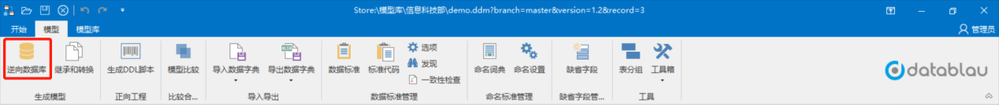 Store:\模型库\信息科技部\demo.ddm?branch=master&version=1.2&record=3
开始 模型 模型库 管理员
逆向数据库 继承和转换 生成DDL脚本 模型比较 导入数据字典 导出数据字典 数据标准 标准代码 选项 发现 一致性检查 命名词典 命名设置 缺省字段 表分组 工具箱 datablau
生成模型 正向工程 比较合... 导入导出 数据标准管理 命名标准管理 缺省字段管... 工具